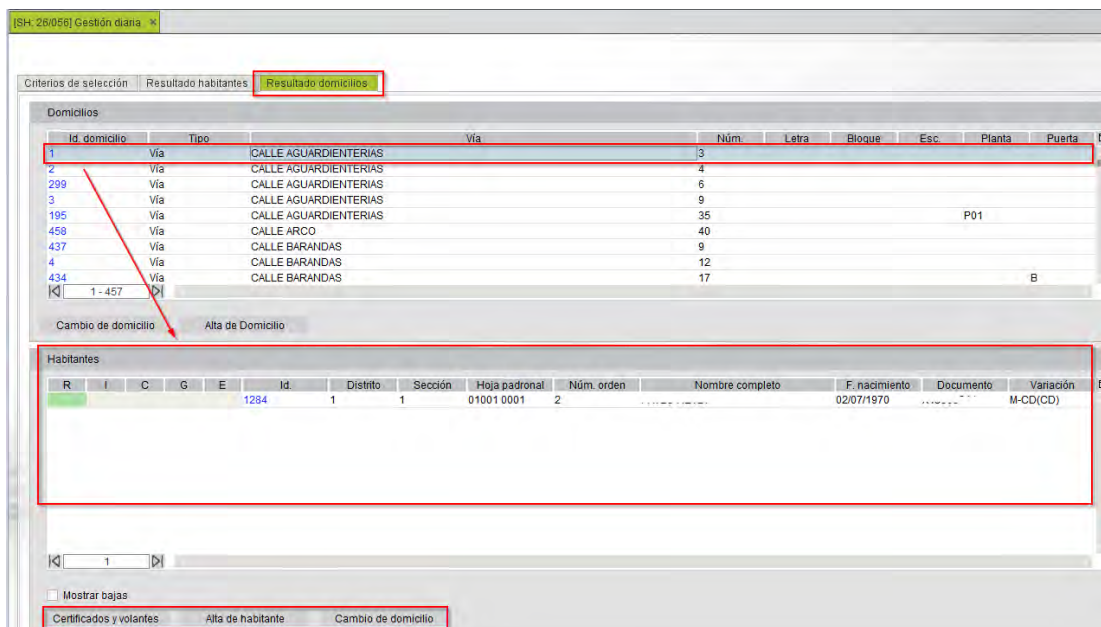 [SH: 26/056] Gestión diaria ×
Criterios de selección Resultado habitantes Resultado domicilios
Domicilios
Id. domicilio Tipo Vía Núm. Letra Bloque Esc. Planta Puerta
1 Vía CALLE AGUARDIENTERIAS 3
2 Vía CALLE AGUARDIENTERIAS 4
299 Vía CALLE AGUARDIENTERIAS 6
3 Vía CALLE AGUARDIENTERIAS 9
195 Vía CALLE AGUARDIENTERIAS 35 P01
458 Vía CALLE ARCO 40
437 Vía CALLE BARANDAS 9
4 Vía CALLE BARANDAS 12
434 Vía CALLE BARANDAS 17 B
1 - 457
Cambio de domicilio Alta de Domicilio
Habitantes
R I C G E Id. Distrito Sección Hoja padronal Núm. orden Nombre completo F. nacimiento Documento Variación
1284 1 1 01001 0001 2 02/07/1970 M-CD(CD)
1
Mostrar bajas
Certificados y volantes Alta de habitante Cambio de domicilio